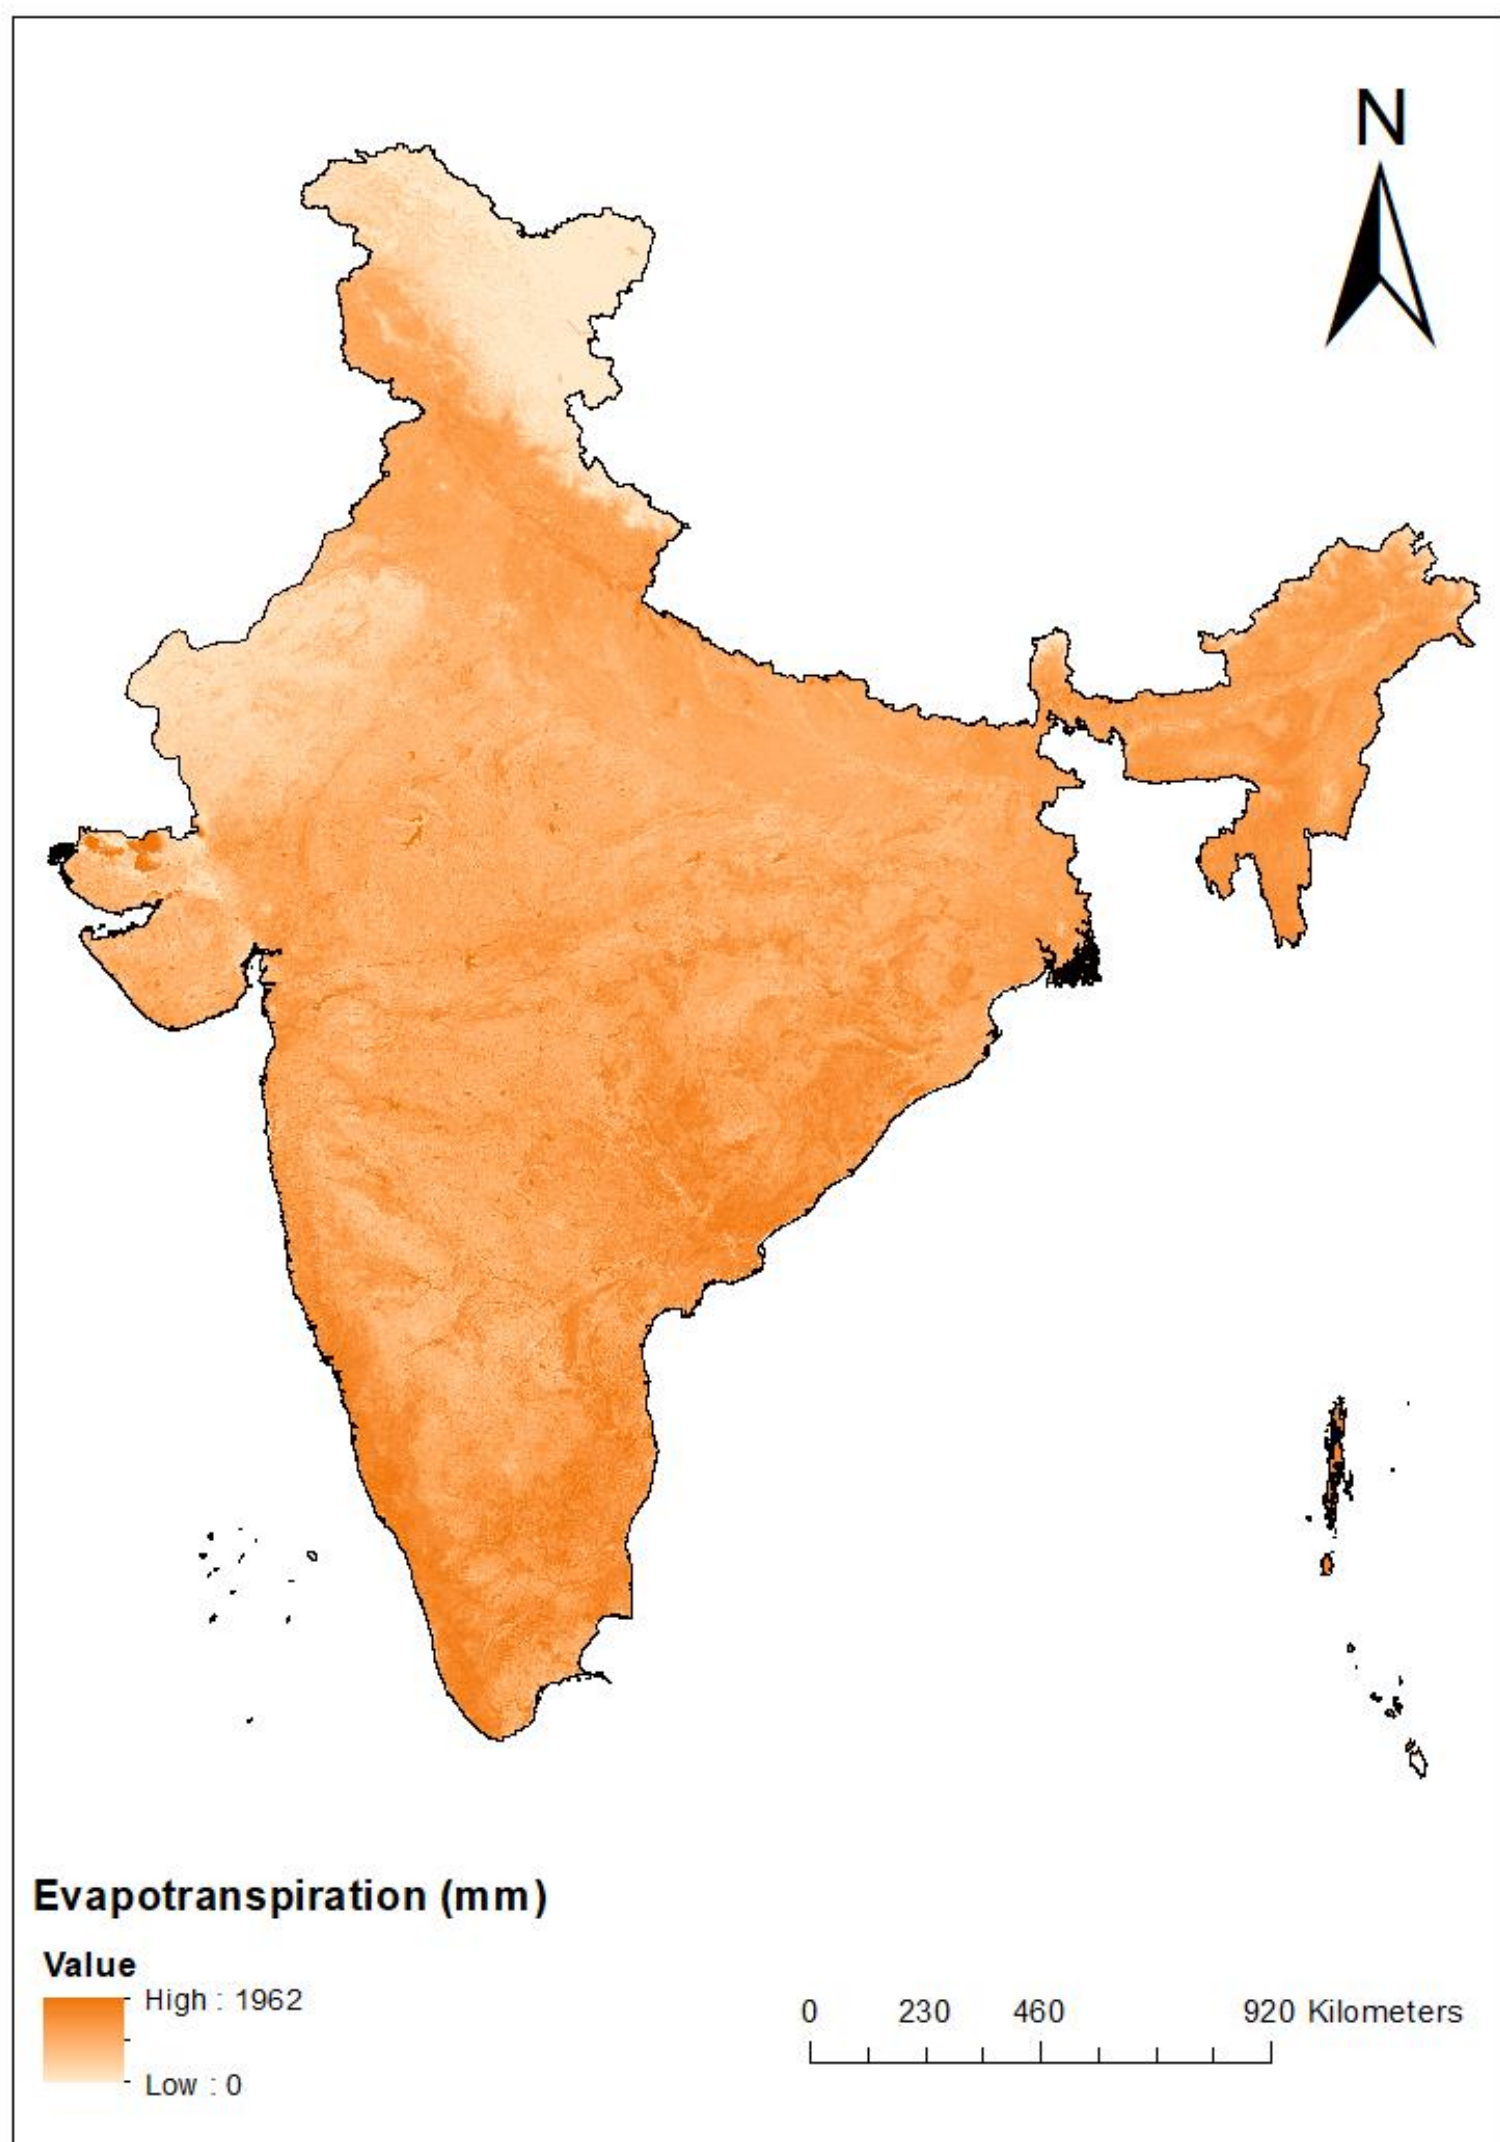 N
Evapotranspiration (mm)
Value
High : 1962
Low : 0
0 230 460 920 Kilometers